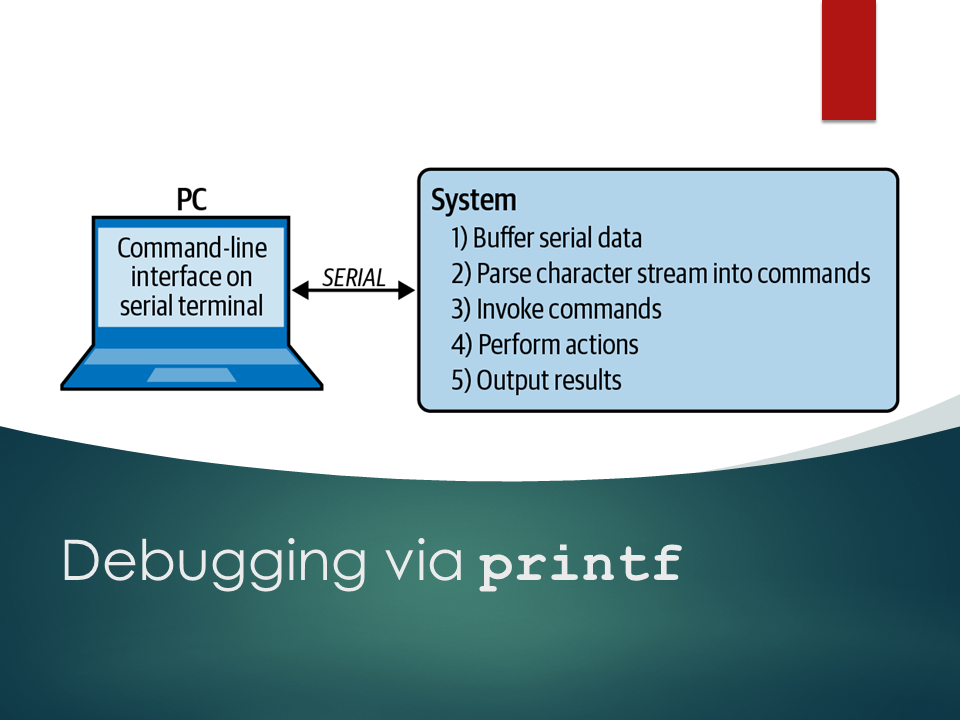 PC
Command-line
interface on
serial terminal
SERIAL
System
1) Buffer serial data
2) Parse character stream into commands
3) Invoke commands
4) Perform actions
5) Output results
Debugging via printf